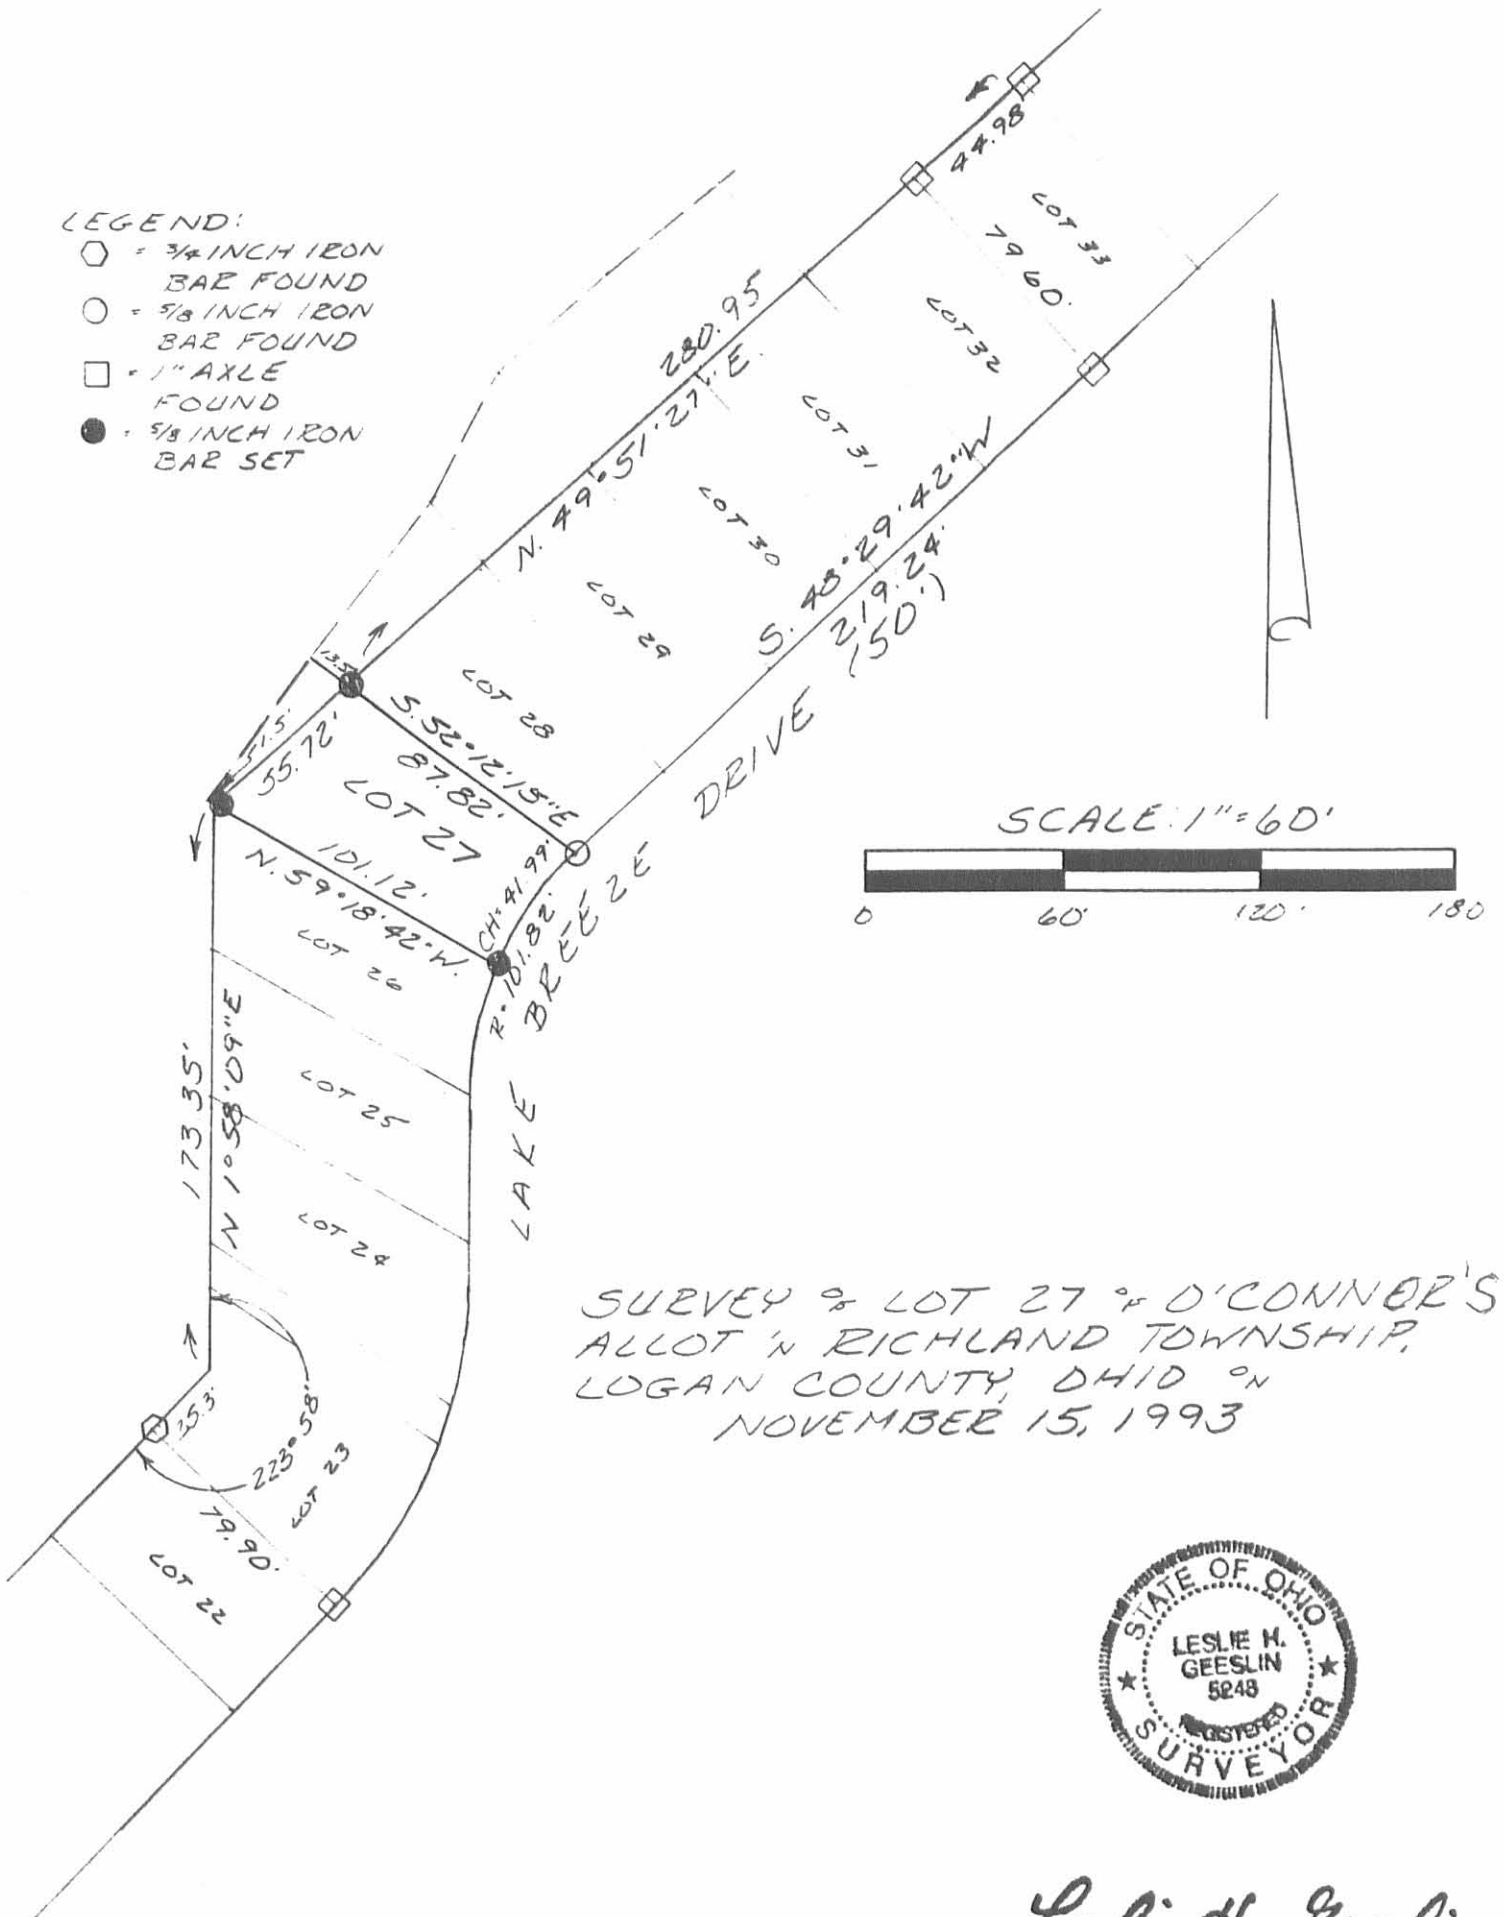 LEGEND:
= 3/4 INCH IRON
BAR FOUND
= 5/8 INCH IRON
BAR FOUND
= 1" AXLE
FOUND
= 5/8 INCH IRON
BAR SET
44.98
LOT 33
79.60'
LOT 32
280.95
N. 49°51'27" E.
LOT 31
LOT 30
S. 48°29'42" W
219.24'
(50')
LOT 29
LOT 28
13.5'
S. 52°12'15" E
87.82'
51.5'
55.72'
LOT 27
101.12'
N. 59°18'42" W.
CH=41.99'
R=101.82'
LAKE BREEZE DRIVE
SCALE: 1"=60'
0 60' 120' 180
LOT 26
173.35'
N 1°58'09" E
LOT 25
LOT 24
35.3'
223°58'
LOT 23
79.90'
LOT 22
SURVEY OF LOT 27 OF O'CONNER'S
ALLOT IN RICHLAND TOWNSHIP,
LOGAN COUNTY, OHIO ON
NOVEMBER 15, 1993
STATE OF OHIO
LESLIE H.
GEESLIN
5248
REGISTERED
SURVEYOR